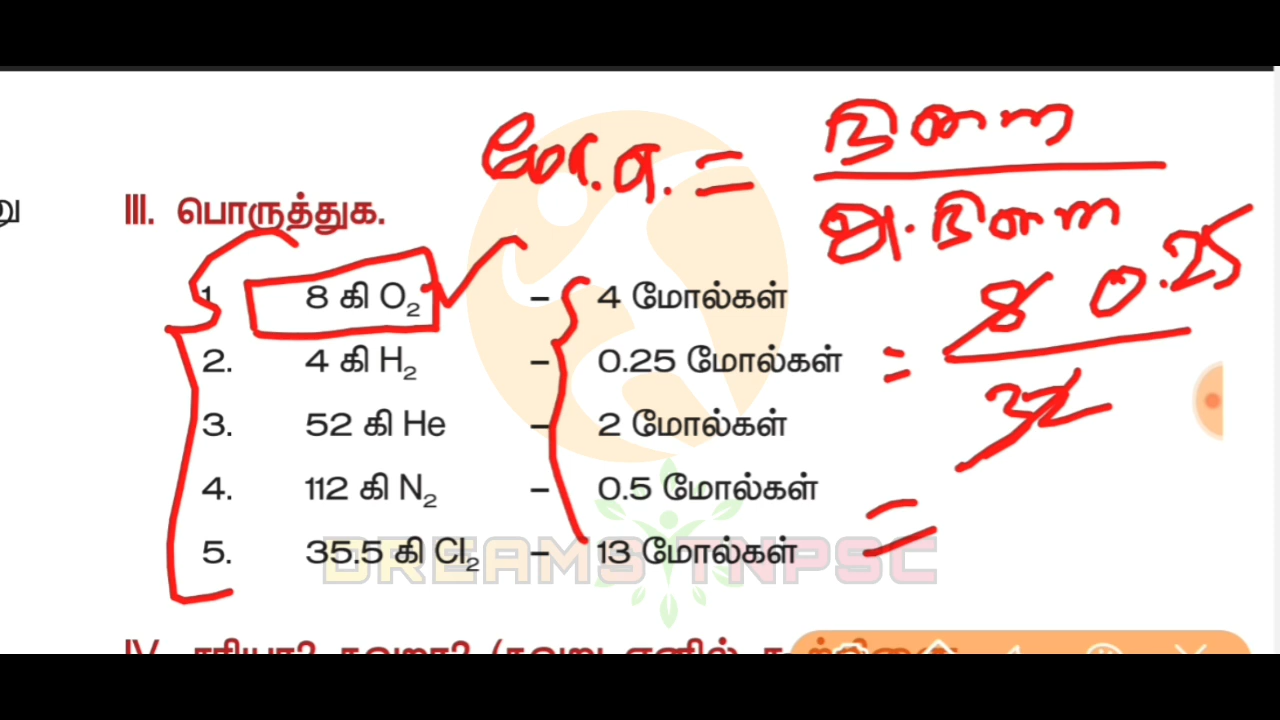 நிறை
மோ.எ. =
அ.நிறை
III. பொருத்துக.
1. 8 கி O₂ – 4 மோல்கள்
= 8 0.25
32
2. 4 கி H₂ – 0.25 மோல்கள்
3. 52 கி He – 2 மோல்கள்
4. 112 கி N₂ – 0.5 மோல்கள்
=
5. 35.5 கி Cl₂ – 13 மோல்கள்
DREAMS TNPSC